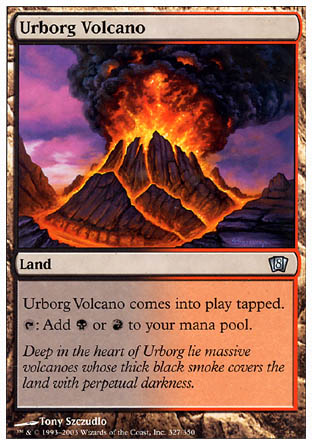 Urborg Volcano
Land
8
Urborg Volcano comes into play tapped.
: Add or to your mana pool.
Deep in the heart of Urborg lie massive
volcanoes whose thick black smoke covers the
land with perpetual darkness.
Tony Szczudlo
™ & © 1993–2003 Wizards of the Coast, Inc. 327/350